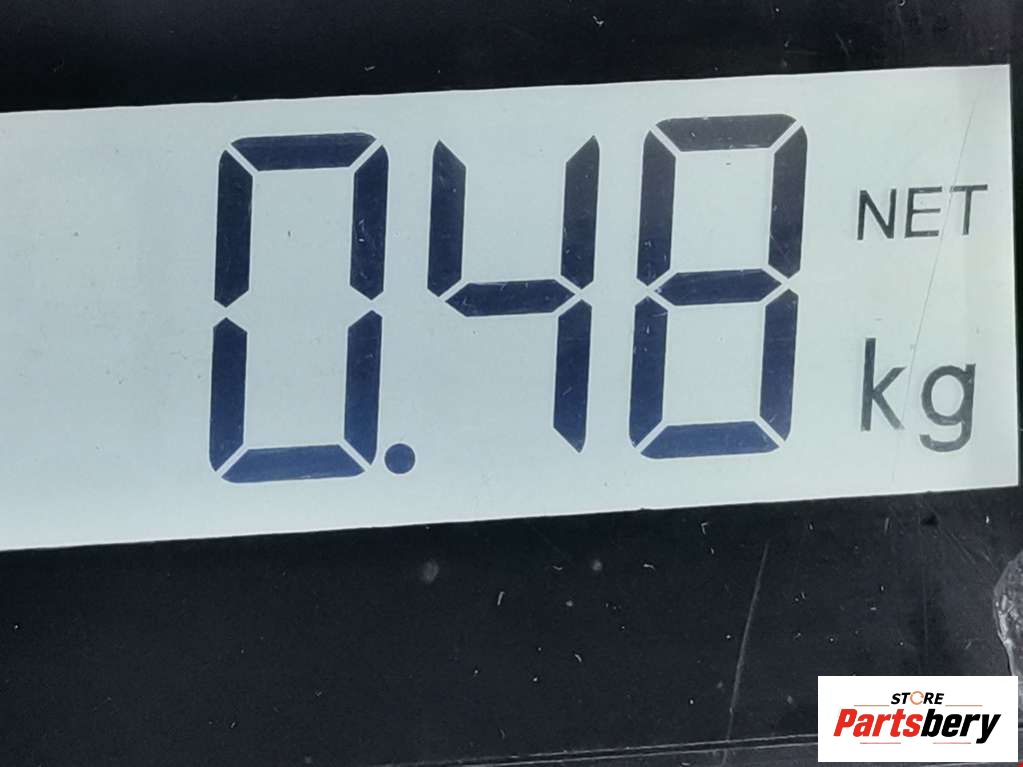 0.48 NET
kg
STORE
Partsbery